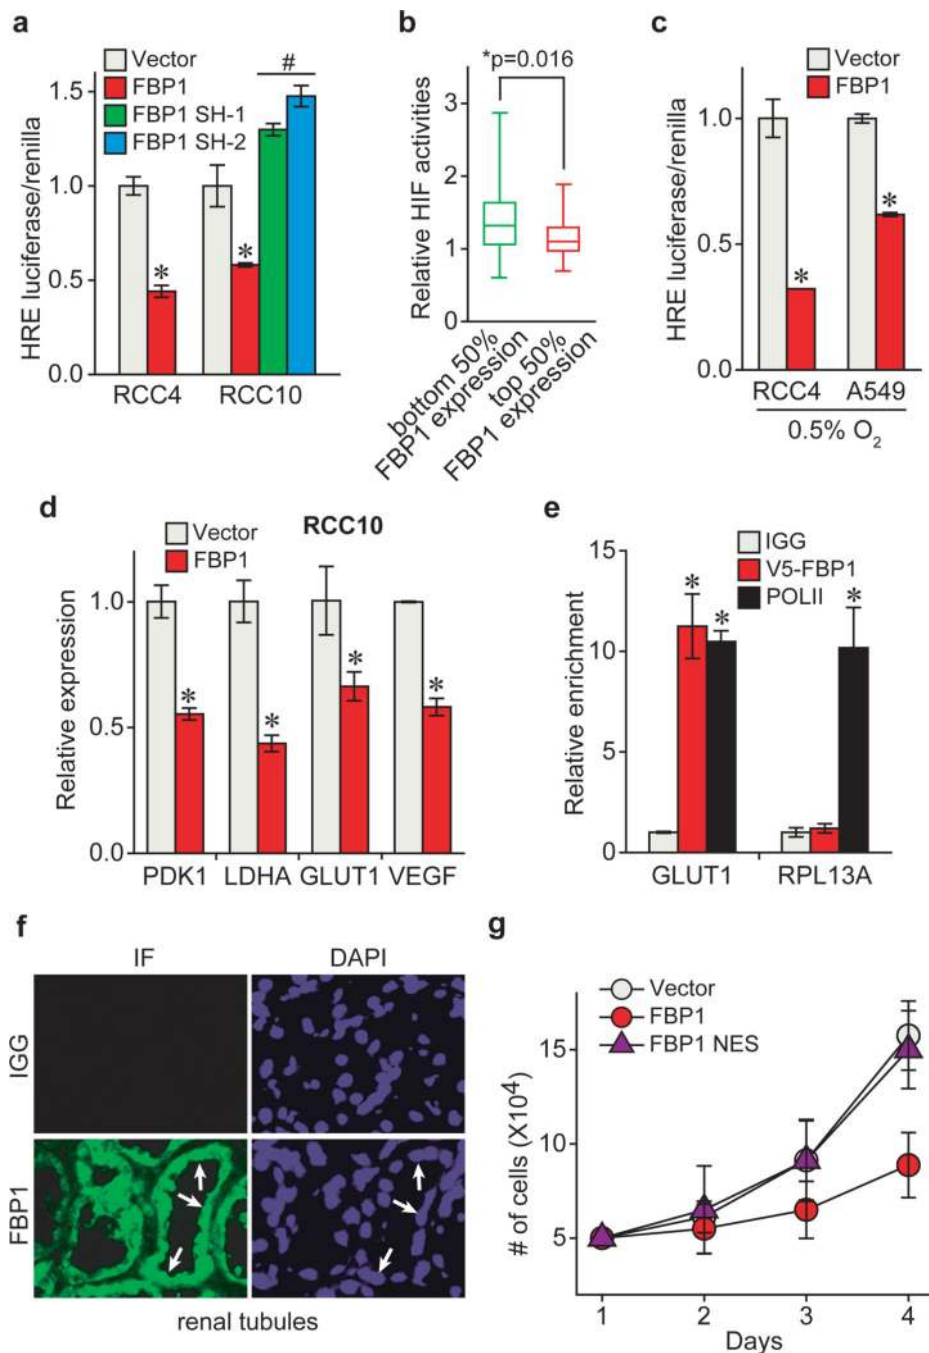 a
Vector
FBP1
FBP1 SH-1
FBP1 SH-2
#
HRE luciferase/renilla
1.5
1.0
0.5
0.0
*
*
RCC4
RCC10
b
*p=0.016
Relative HIF activities
3
2
1
0
bottom 50%
FBP1 expression
top 50%
FBP1 expression
c
Vector
FBP1
HRE luciferase/renilla
1.0
0.5
0.0
*
*
RCC4
A549
0.5% O2
d
RCC10
Vector
FBP1
Relative expression
1.0
0.5
0.0
*
*
*
*
PDK1
LDHA
GLUT1
VEGF
e
IGG
V5-FBP1
POLII
Relative enrichment
15
10
5
0
*
*
*
GLUT1
RPL13A
f
IF
DAPI
IGG
FBP1
renal tubules
g
Vector
FBP1
FBP1 NES
# of cells (X10^4)
15
10
5
1
2
3
4
Days